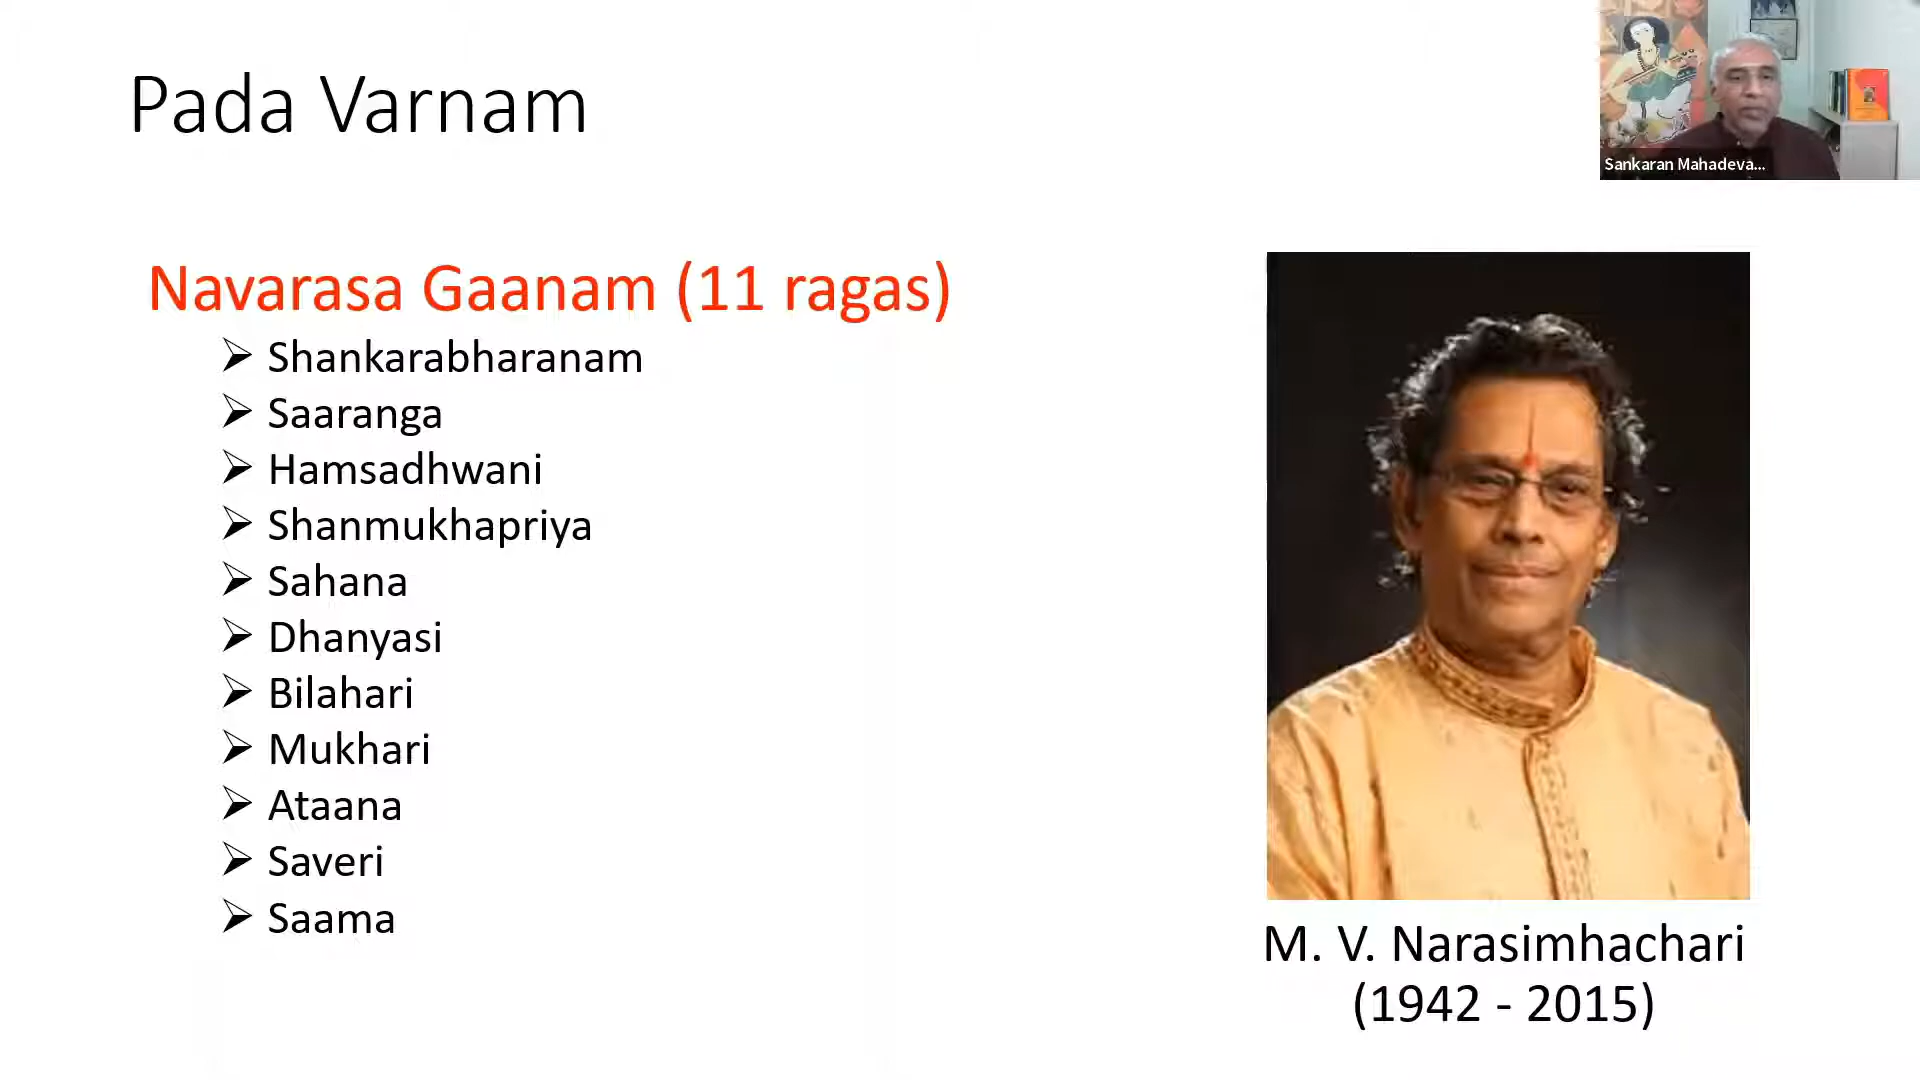 Pada Varnam
Sankaran Mahadeva...
Navarasa Gaanam (11 ragas)
Shankarabharanam
Saaranga
Hamsadhwani
Shanmukhapriya
Sahana
Dhanyasi
Bilahari
Mukhari
Ataana
Saveri
Saama
M. V. Narasimhachari
(1942 - 2015)